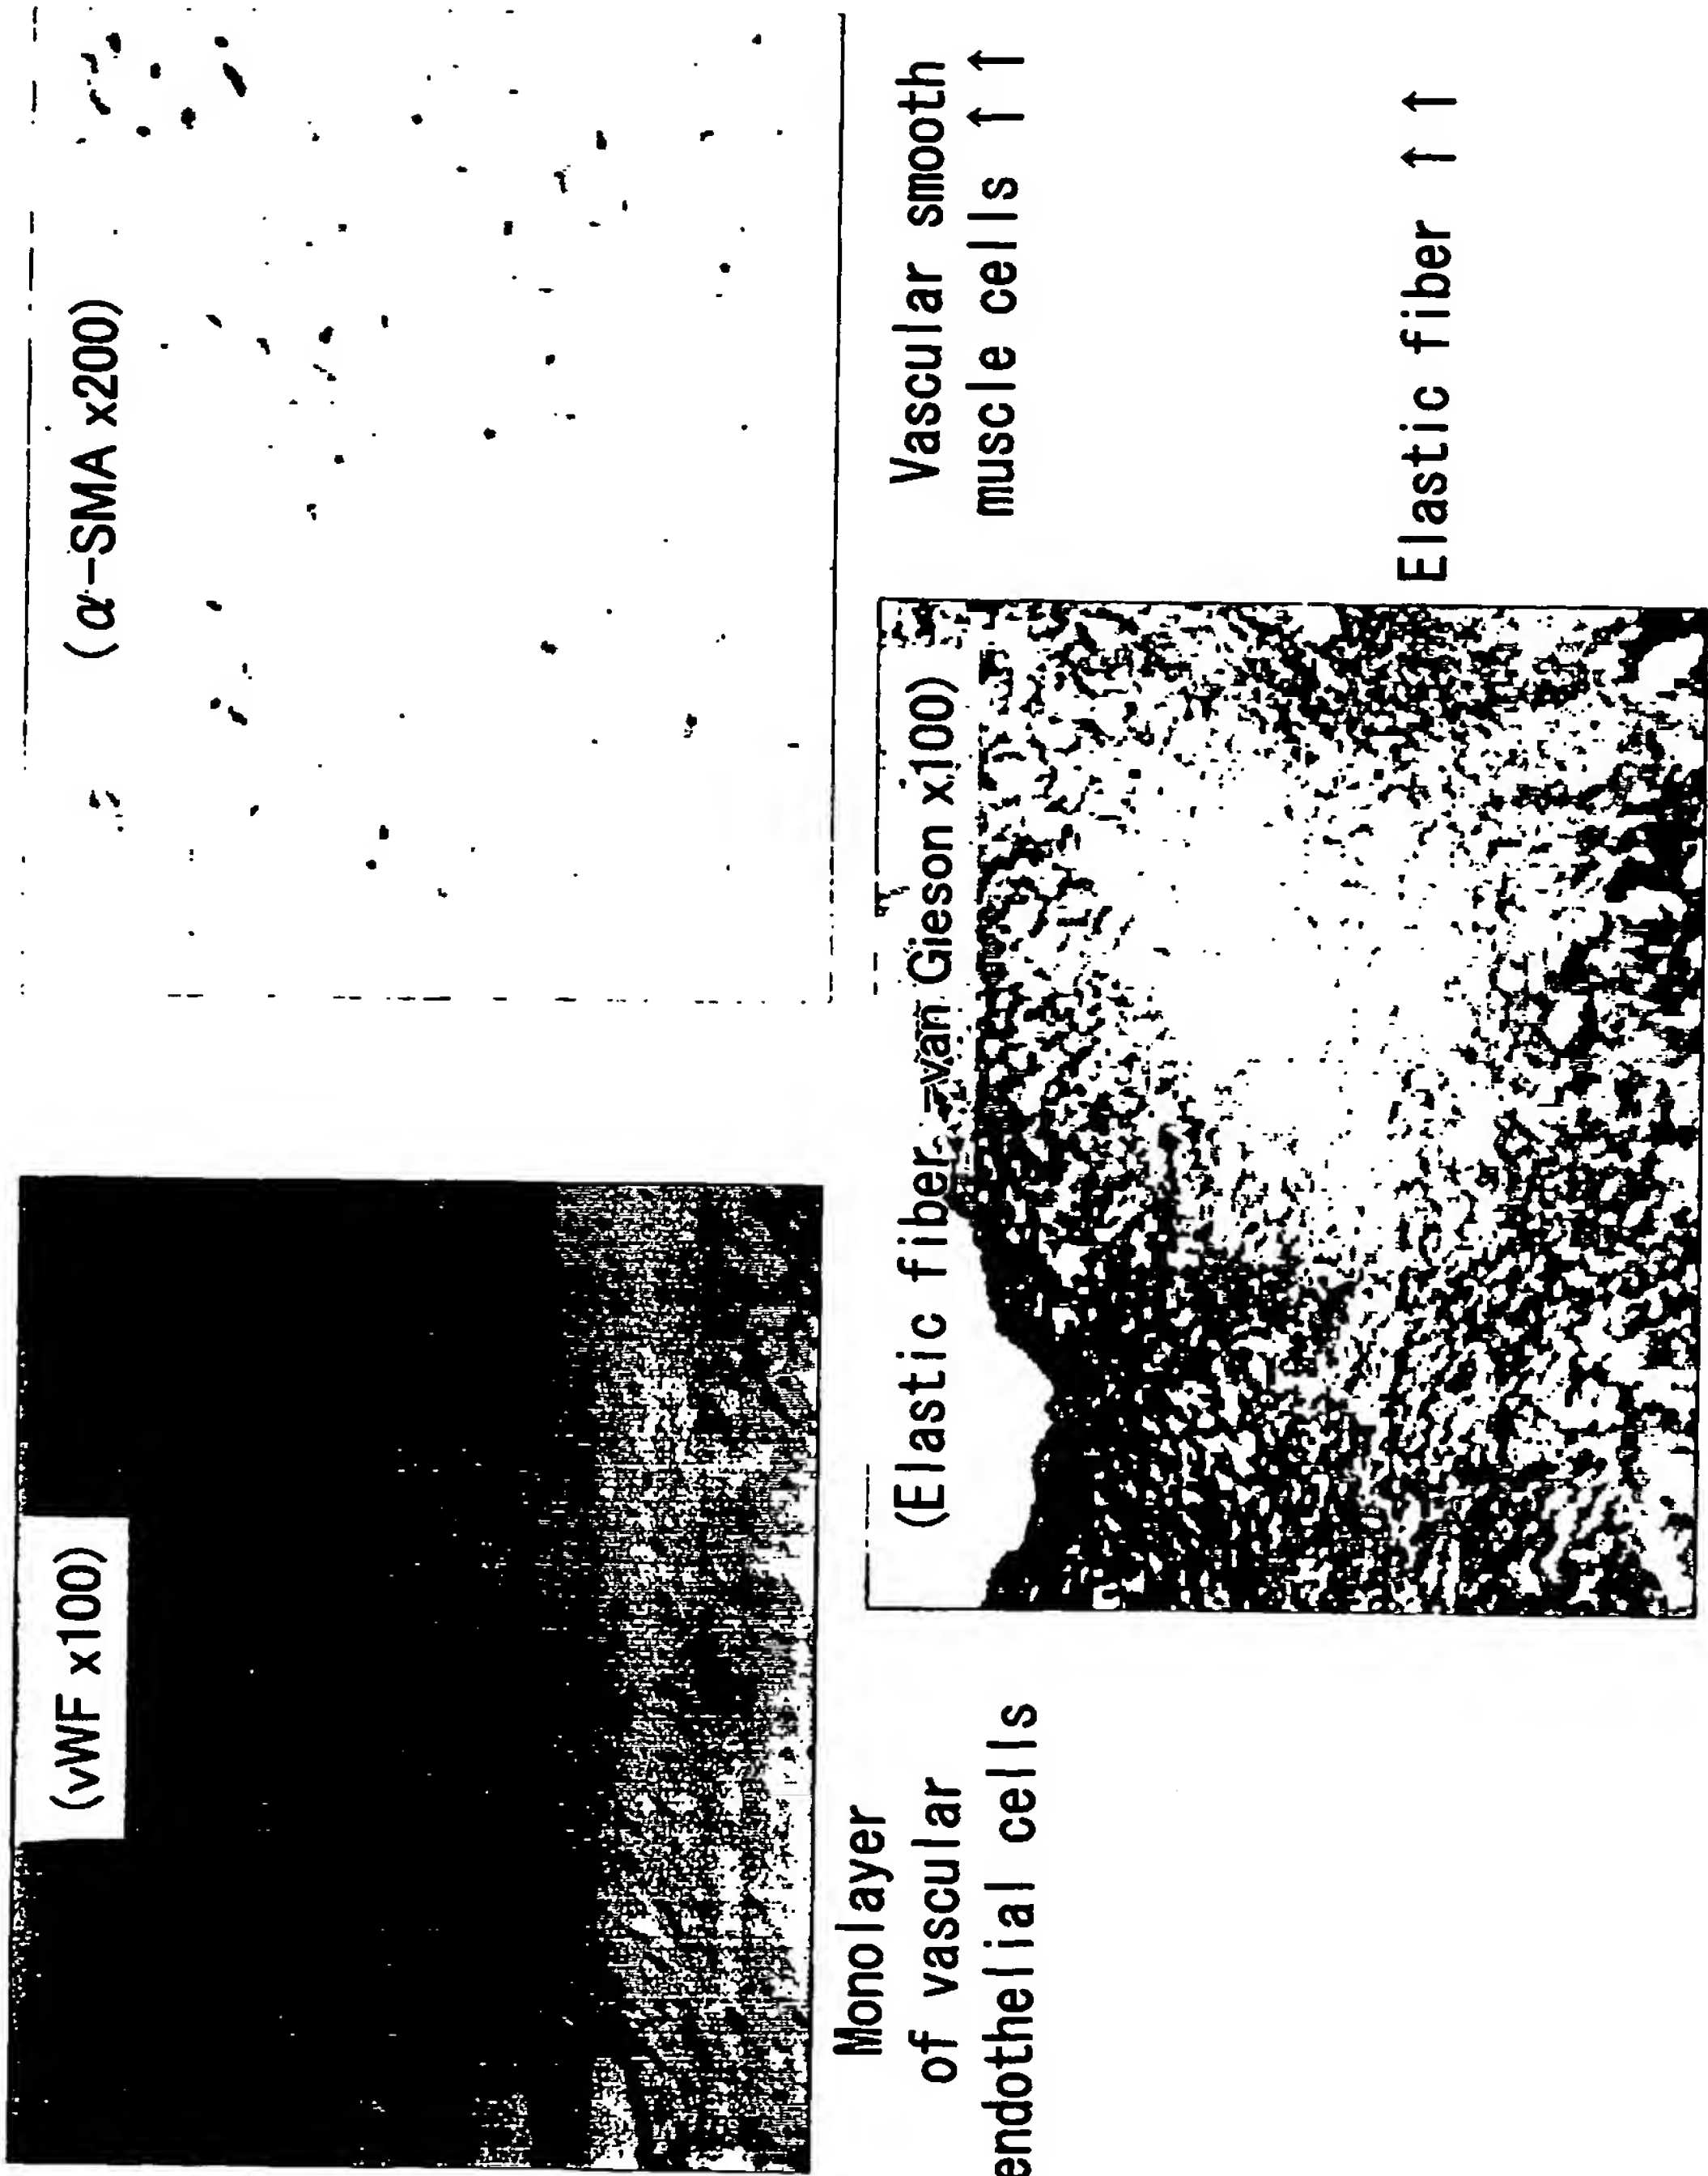 (vWF x100)
Monolayer
of vascular
endothelial cells
(α-SMA x200)
Vascular smooth
muscle cells ↑ ↑
(Elastic fiber-van Gieson x100)
Elastic fiber ↑ ↑